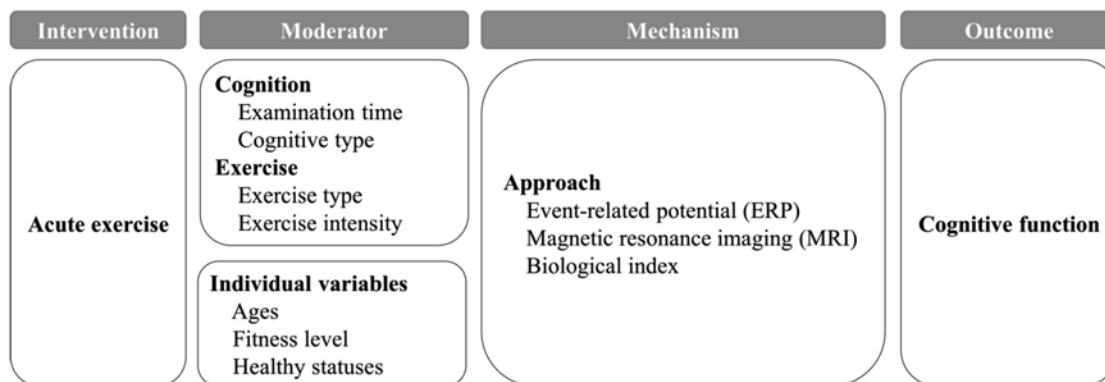 Intervention
Moderator
Mechanism
Outcome
Acute exercise
Cognition
Examination time
Cognitive type
Exercise
Exercise type
Exercise intensity
Individual variables
Ages
Fitness level
Healthy statuses
Approach
Event-related potential (ERP)
Magnetic resonance imaging (MRI)
Biological index
Cognitive function